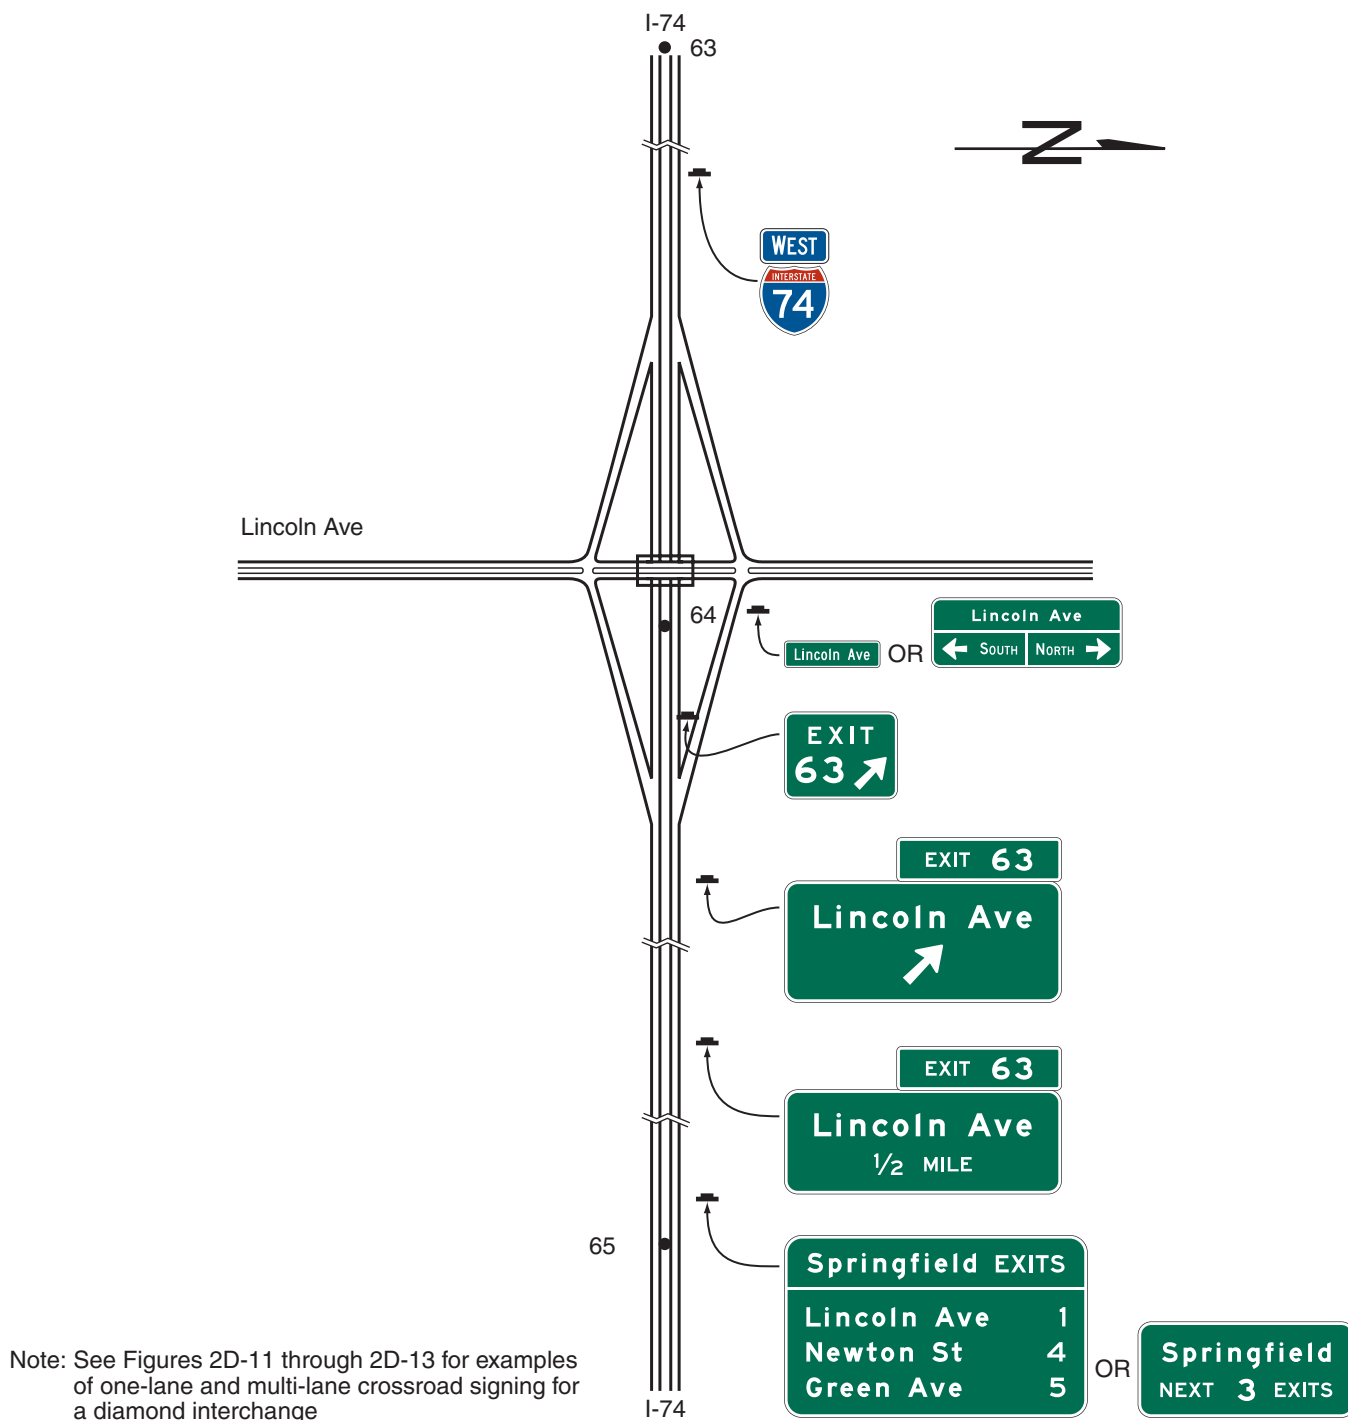 I-74
63
N
WEST
INTERSTATE
74
Lincoln Ave
64
Lincoln Ave
OR
Lincoln Ave
SOUTH NORTH
EXIT
63
EXIT 63
Lincoln Ave
EXIT 63
Lincoln Ave
1/2 MILE
65
Springfield EXITS
Lincoln Ave 1
Newton St 4
Green Ave 5
OR
Springfield
NEXT 3 EXITS
I-74
Note: See Figures 2D-11 through 2D-13 for examples
of one-lane and multi-lane crossroad signing for
a diamond interchange